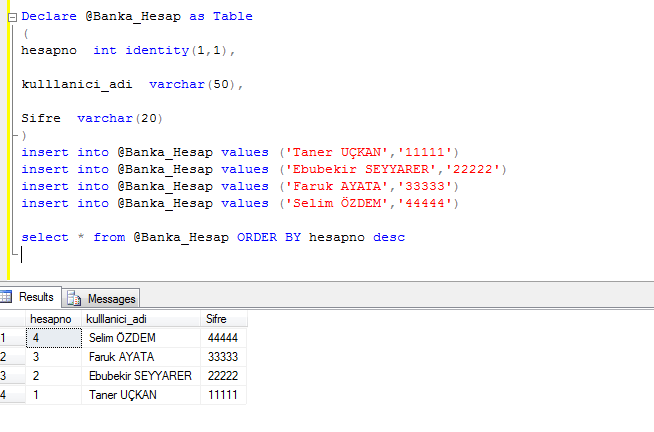 Declare @Banka_Hesap as Table
(
hesapno  int identity(1,1),
kulllanici_adi  varchar(50),
Sifre  varchar(20)
)
insert into @Banka_Hesap values ('Taner UÇKAN','11111')
insert into @Banka_Hesap values ('Ebubekir SEYYARER','22222')
insert into @Banka_Hesap values ('Faruk AYATA','33333')
insert into @Banka_Hesap values ('Selim ÖZDEM','44444')
select * from @Banka_Hesap ORDER BY hesapno desc
Results Messages
hesapno kulllanici_adi Sifre
1 4 Selim ÖZDEM 44444
2 3 Faruk AYATA 33333
3 2 Ebubekir SEYYARER 22222
4 1 Taner UÇKAN 11111